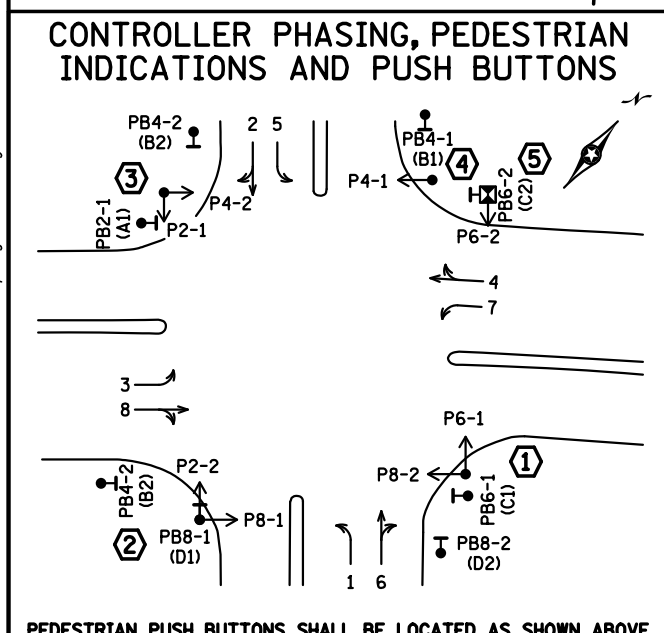 CONTROLLER PHASING, PEDESTRIAN
INDICATIONS AND PUSH BUTTONS
N
PB4-2
(B2)
2 5
PB4-1
(B1)
4
5
3
P4-1
PB6-2
(C2)
P4-2
PB2-1
(A1)
P2-1
P6-2
4
7
3
8
P6-1
P2-2
P8-2
1
PB4-2
(B2)
PB6-1
(C1)
P8-1
2
PB8-1
(D1)
PB8-2
(D2)
1 6
PEDESTRIAN PUSH BUTTONS SHALL BE LOCATED AS SHOWN ABOVE